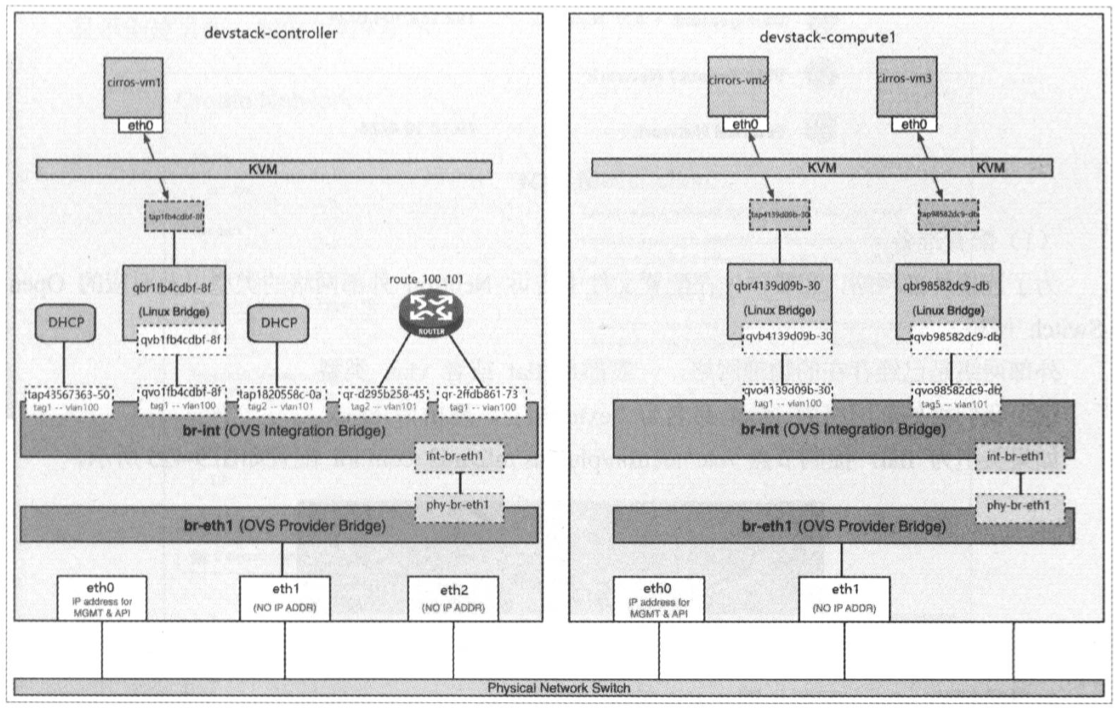 devstack-controller
cirros-vm1
eth0
KVM
tap1fb4cdbf-8f
qbr1fb4cdbf-8f
(Linux Bridge)
qvb1fb4cdbf-8f
DHCP
DHCP
route_100_101
ROUTER
tap43567363-50
tag1 -- vlan100
qvo1fb4cdbf-8f
tag1 -- vlan100
tap1820558c-0a
tag2 -- vlan101
qr-d295b258-45
tag2 -- vlan101
qr-2ffdb861-73
tag1 -- vlan100
br-int (OVS Integration Bridge)
int-br-eth1
phy-br-eth1
br-eth1 (OVS Provider Bridge)
eth0
IP address for
MGMT & API
eth1
(NO IP ADDR)
eth2
(NO IP ADDR)
devstack-compute1
cirrors-vm2
eth0
cirros-vm3
eth0
KVM
KVM
tap4139d09b-30
tap98582dc9-db
qbr4139d09b-30
(Linux Bridge)
qvb4139d09b-30
qbr98582dc9-db
(Linux Bridge)
qvb98582dc9-db
qvo4139d09b-30
tag1 -- vlan100
qvo98582dc9-db
tag5 -- vlan101
br-int (OVS Integration Bridge)
int-br-eth1
phy-br-eth1
br-eth1 (OVS Provider Bridge)
eth0
IP address for
MGMT & API
eth1
(NO IP ADDR)
Physical Network Switch